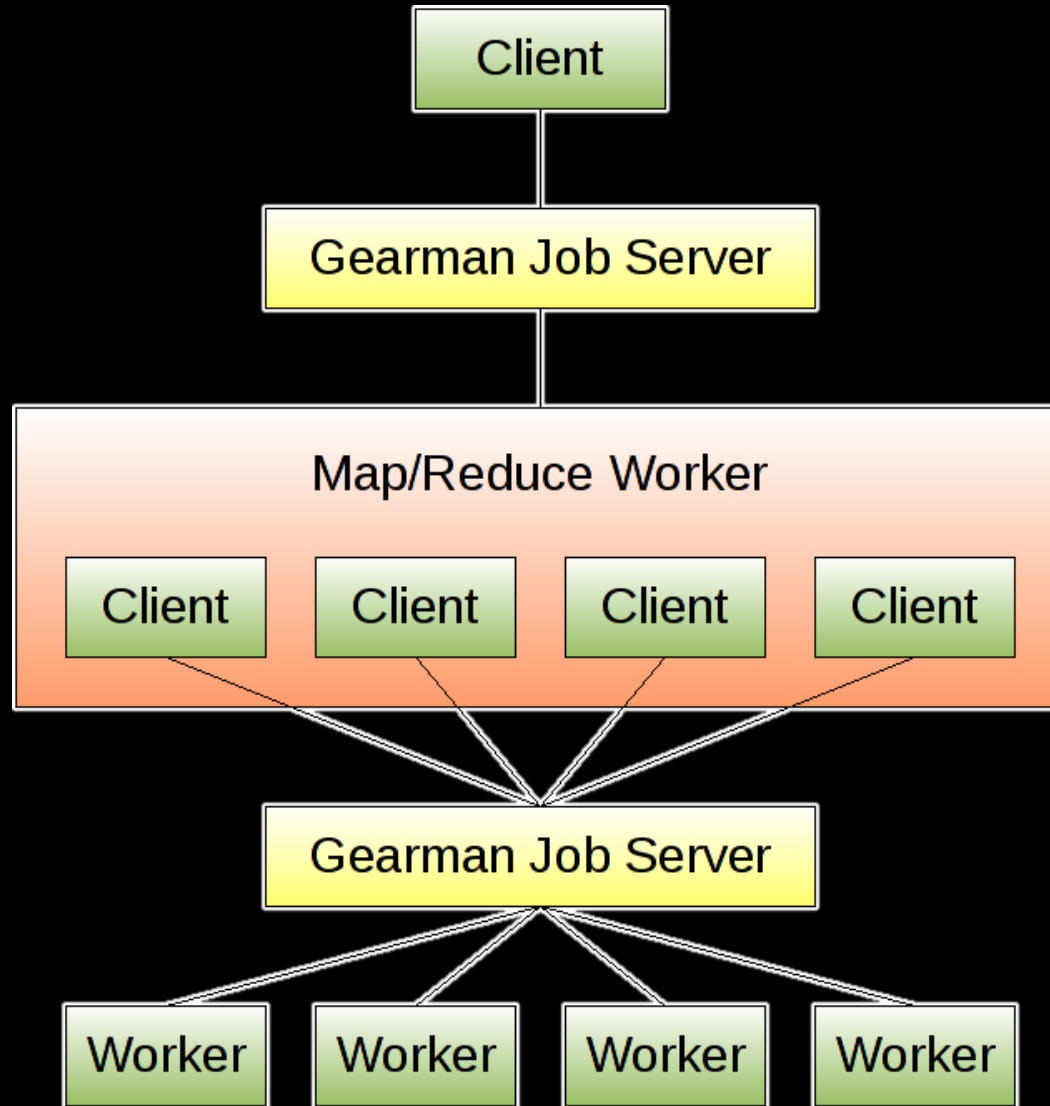 Client
Gearman Job Server
Map/Reduce Worker
Client Client Client Client
Gearman Job Server
Worker Worker Worker Worker